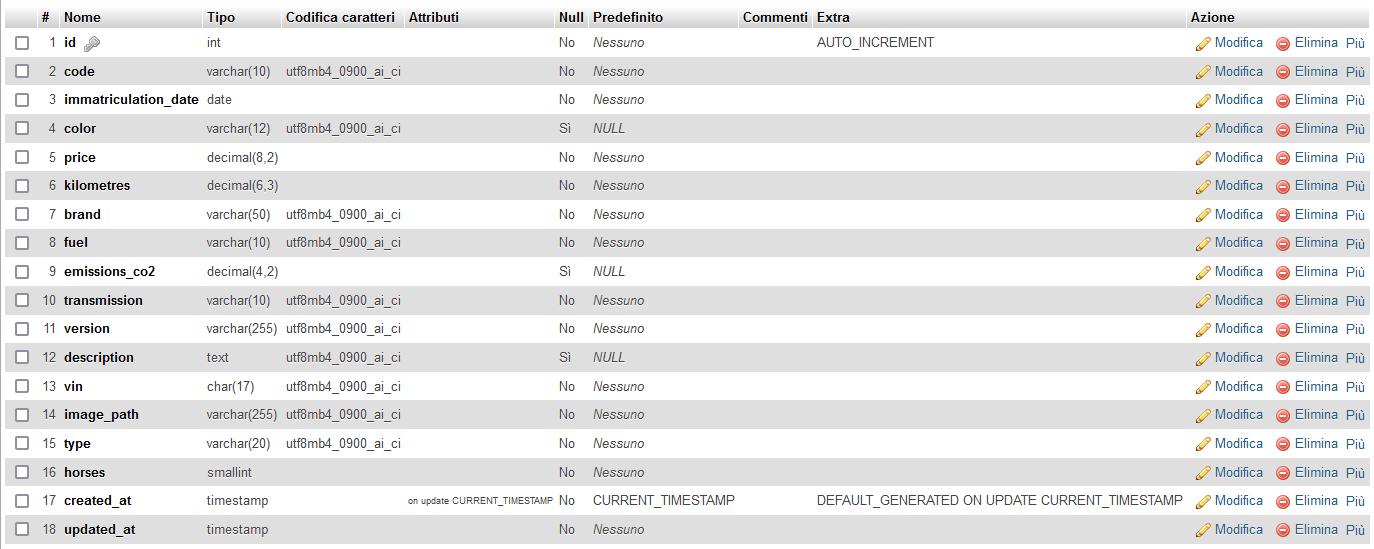 # Nome Tipo Codifica caratteri Attributi Null Predefinito Commenti Extra Azione
1 id int No Nessuno AUTO_INCREMENT Modifica Elimina Più
2 code varchar(10) utf8mb4_0900_ai_ci No Nessuno Modifica Elimina Più
3 immatriculation_date date No Nessuno Modifica Elimina Più
4 color varchar(12) utf8mb4_0900_ai_ci Sì NULL Modifica Elimina Più
5 price decimal(8,2) No Nessuno Modifica Elimina Più
6 kilometres decimal(6,3) No Nessuno Modifica Elimina Più
7 brand varchar(50) utf8mb4_0900_ai_ci No Nessuno Modifica Elimina Più
8 fuel varchar(10) utf8mb4_0900_ai_ci No Nessuno Modifica Elimina Più
9 emissions_co2 decimal(4,2) Sì NULL Modifica Elimina Più
10 transmission varchar(10) utf8mb4_0900_ai_ci No Nessuno Modifica Elimina Più
11 version varchar(255) utf8mb4_0900_ai_ci No Nessuno Modifica Elimina Più
12 description text utf8mb4_0900_ai_ci Sì NULL Modifica Elimina Più
13 vin char(17) utf8mb4_0900_ai_ci No Nessuno Modifica Elimina Più
14 image_path varchar(255) utf8mb4_0900_ai_ci No Nessuno Modifica Elimina Più
15 type varchar(20) utf8mb4_0900_ai_ci No Nessuno Modifica Elimina Più
16 horses smallint No Nessuno Modifica Elimina Più
17 created_at timestamp on update CURRENT_TIMESTAMP No CURRENT_TIMESTAMP DEFAULT_GENERATED ON UPDATE CURRENT_TIMESTAMP Modifica Elimina Più
18 updated_at timestamp No Nessuno Modifica Elimina Più